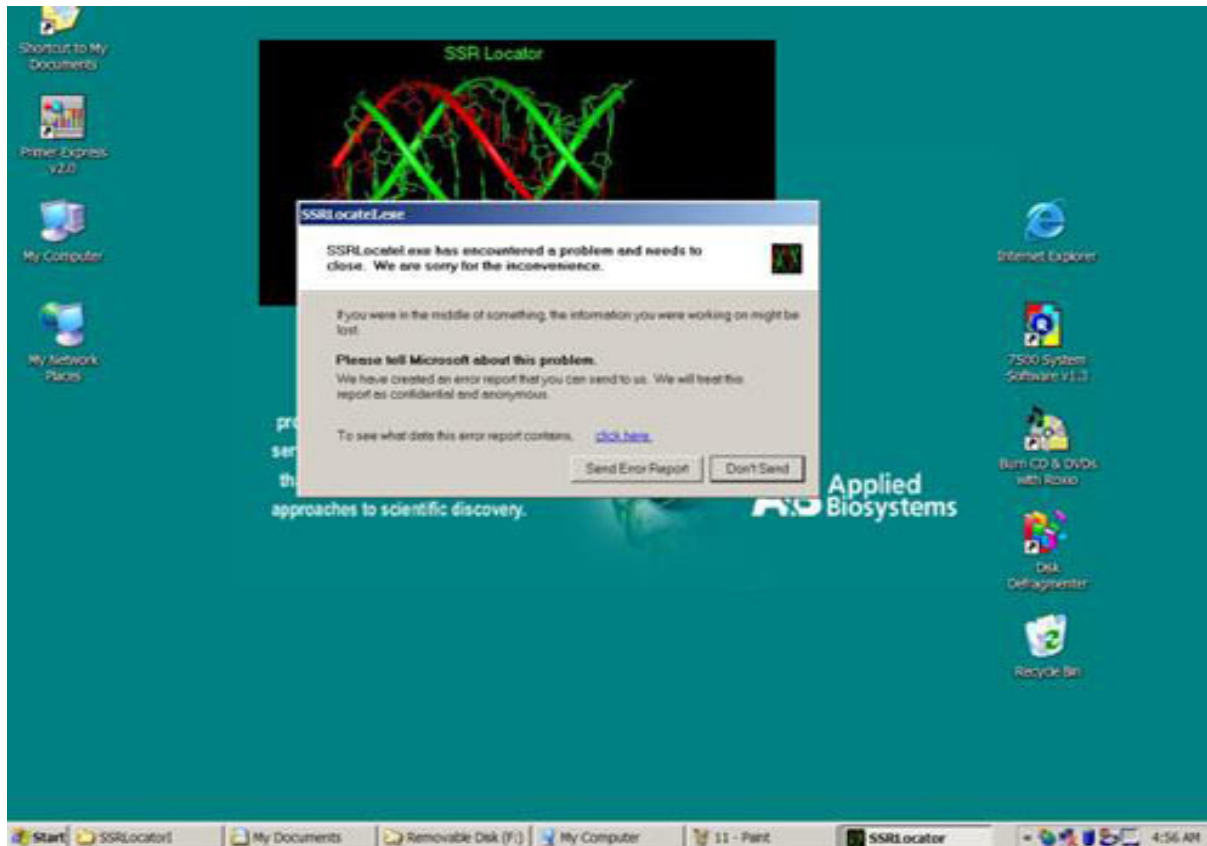 Shortcut to My
Documents
Primer Express
v2.0
My Computer
My Network
Places
SSR Locator
SSRLocateI.exe
SSRLocateI.exe has encountered a problem and needs to
close. We are sorry for the inconvenience.
If you were in the middle of something, the information you were working on might be
lost.
Please tell Microsoft about this problem.
We have created an error report that you can send to us. We will treat this
report as confidential and anonymous.
To see what data this error report contains, click here.
Send Error Report
Don't Send
approaches to scientific discovery.
Applied
Biosystems
Internet Explorer
7500 System
Software v1.3
Burn CD & DVDs
with Roxio
Disk
Defragmenter
Recycle Bin
Start
SSRLocatorI
My Documents
Removable Disk (F:)
My Computer
11 - Paint
SSRLocator
4:56 AM